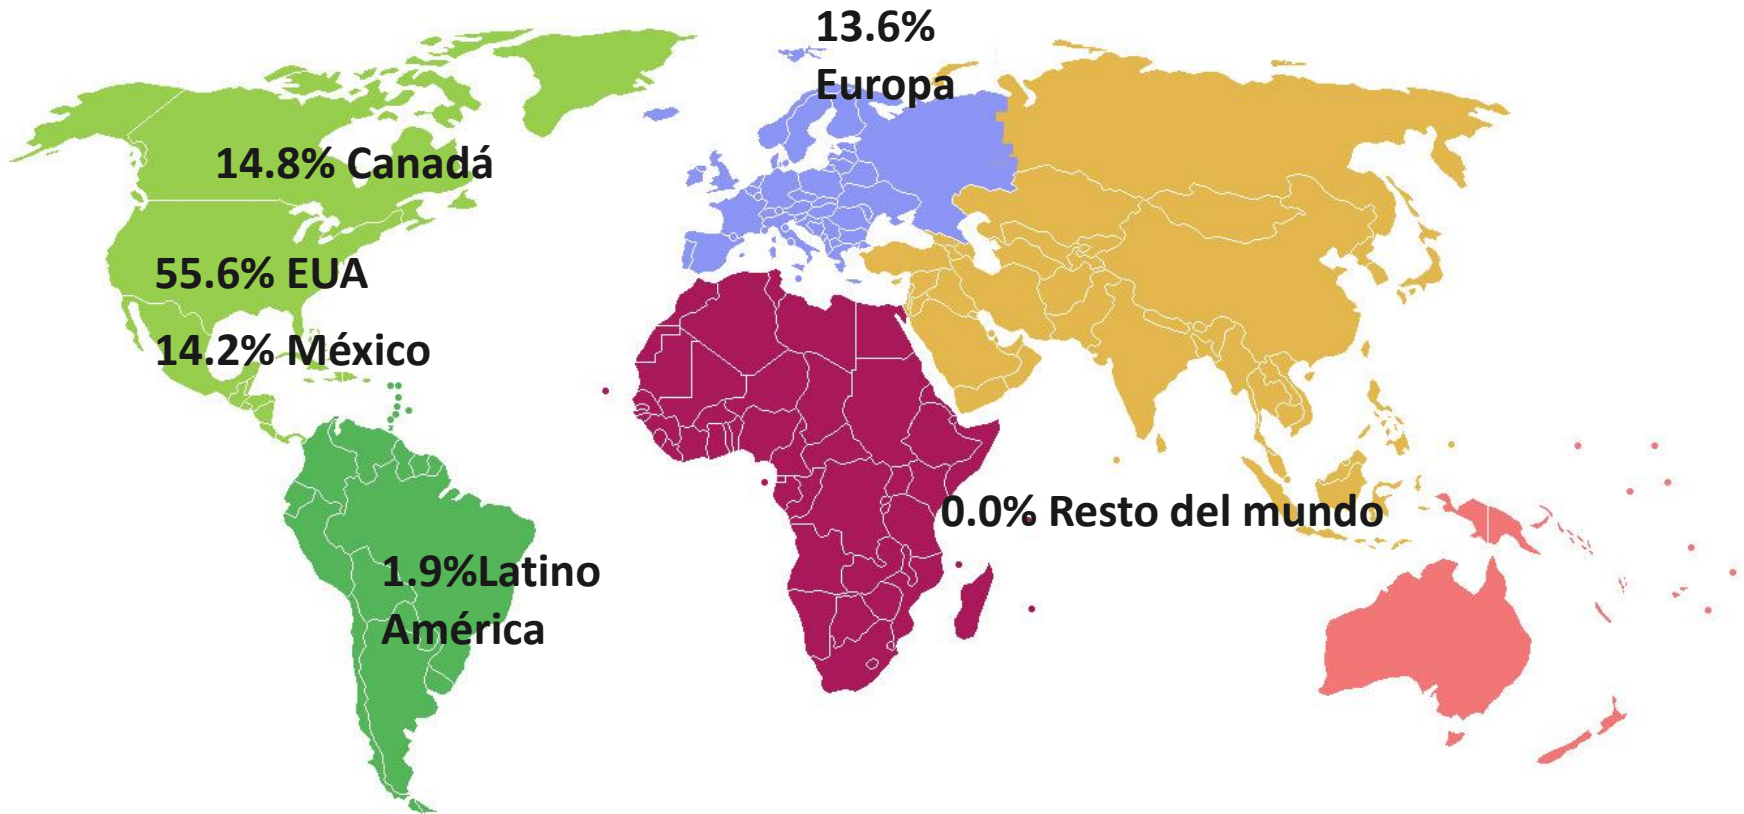 13.6%
Europa
14.8% Canadá
55.6% EUA
14.2% México
0.0% Resto del mundo
1.9%Latino
América